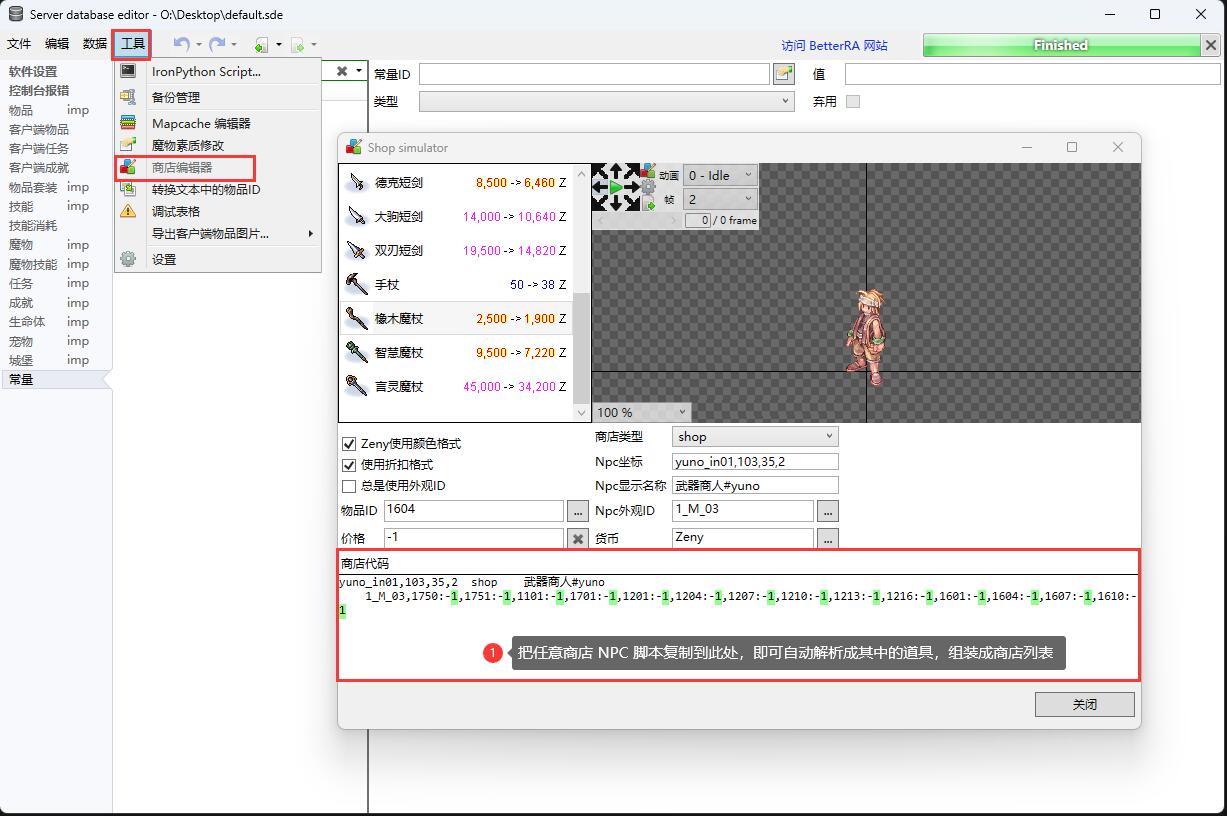 Server database editor - O:\Desktop\default.sde
文件 编辑 数据 工具
访问 BetterRA 网站
Finished
软件设置
控制台报错
物品 imp
客户端物品
客户端任务
客户端成就
物品套装 imp
技能 imp
技能消耗
魔物 imp
魔物技能 imp
任务 imp
成就 imp
生命体 imp
宠物 imp
城堡 imp
常量
IronPython Script...
备份管理
Mapcache 编辑器
魔物素质修改
商店编辑器
转换文本中的物品ID
调试表格
导出客户端物品图片...
设置
常量ID
值
类型
弃用
Shop simulator
德克短剑 8,500 -> 6,460 Z
大驹短剑 14,000 -> 10,640 Z
双刃短剑 19,500 -> 14,820 Z
手杖 50 -> 38 Z
橡木魔杖 2,500 -> 1,900 Z
智慧魔杖 9,500 -> 7,220 Z
言灵魔杖 45,000 -> 34,200 Z
动画 0 - Idle
帧 2
0 / 0 frame
100 %
Zeny使用颜色格式
使用折扣格式
总是使用外观ID
物品ID 1604 ...
价格 -1
商店类型 shop
Npc坐标 yuno_in01,103,35,2
Npc显示名称 武器商人#yuno
Npc外观ID 1_M_03 ...
货币 Zeny ...
商店代码
yuno_in01,103,35,2 shop 武器商人#yuno
1_M_03,1750:-1,1751:-1,1101:-1,1701:-1,1201:-1,1204:-1,1207:-1,1210:-1,1213:-1,1216:-1,1601:-1,1604:-1,1607:-1,1610:-
1
1 把任意商店 NPC 脚本复制到此处，即可自动解析成其中的道具，组装成商店列表
关闭